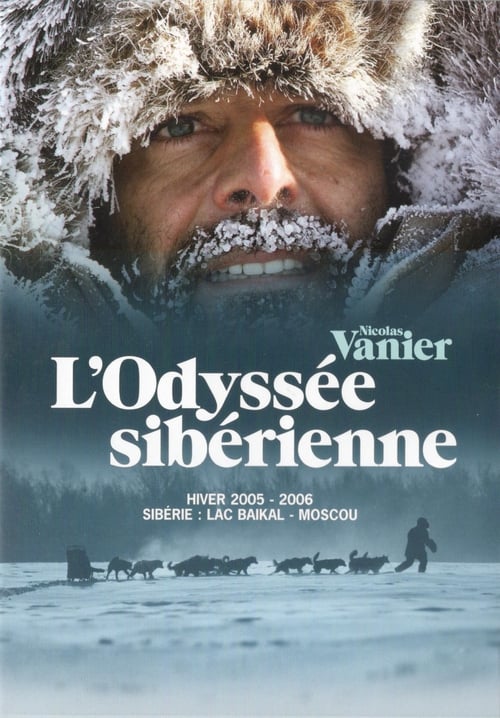 Nicolas
Vanier
L'Odyssée
sibérienne
HIVER 2005 - 2006
SIBÉRIE : LAC BAIKAL - MOSCOU